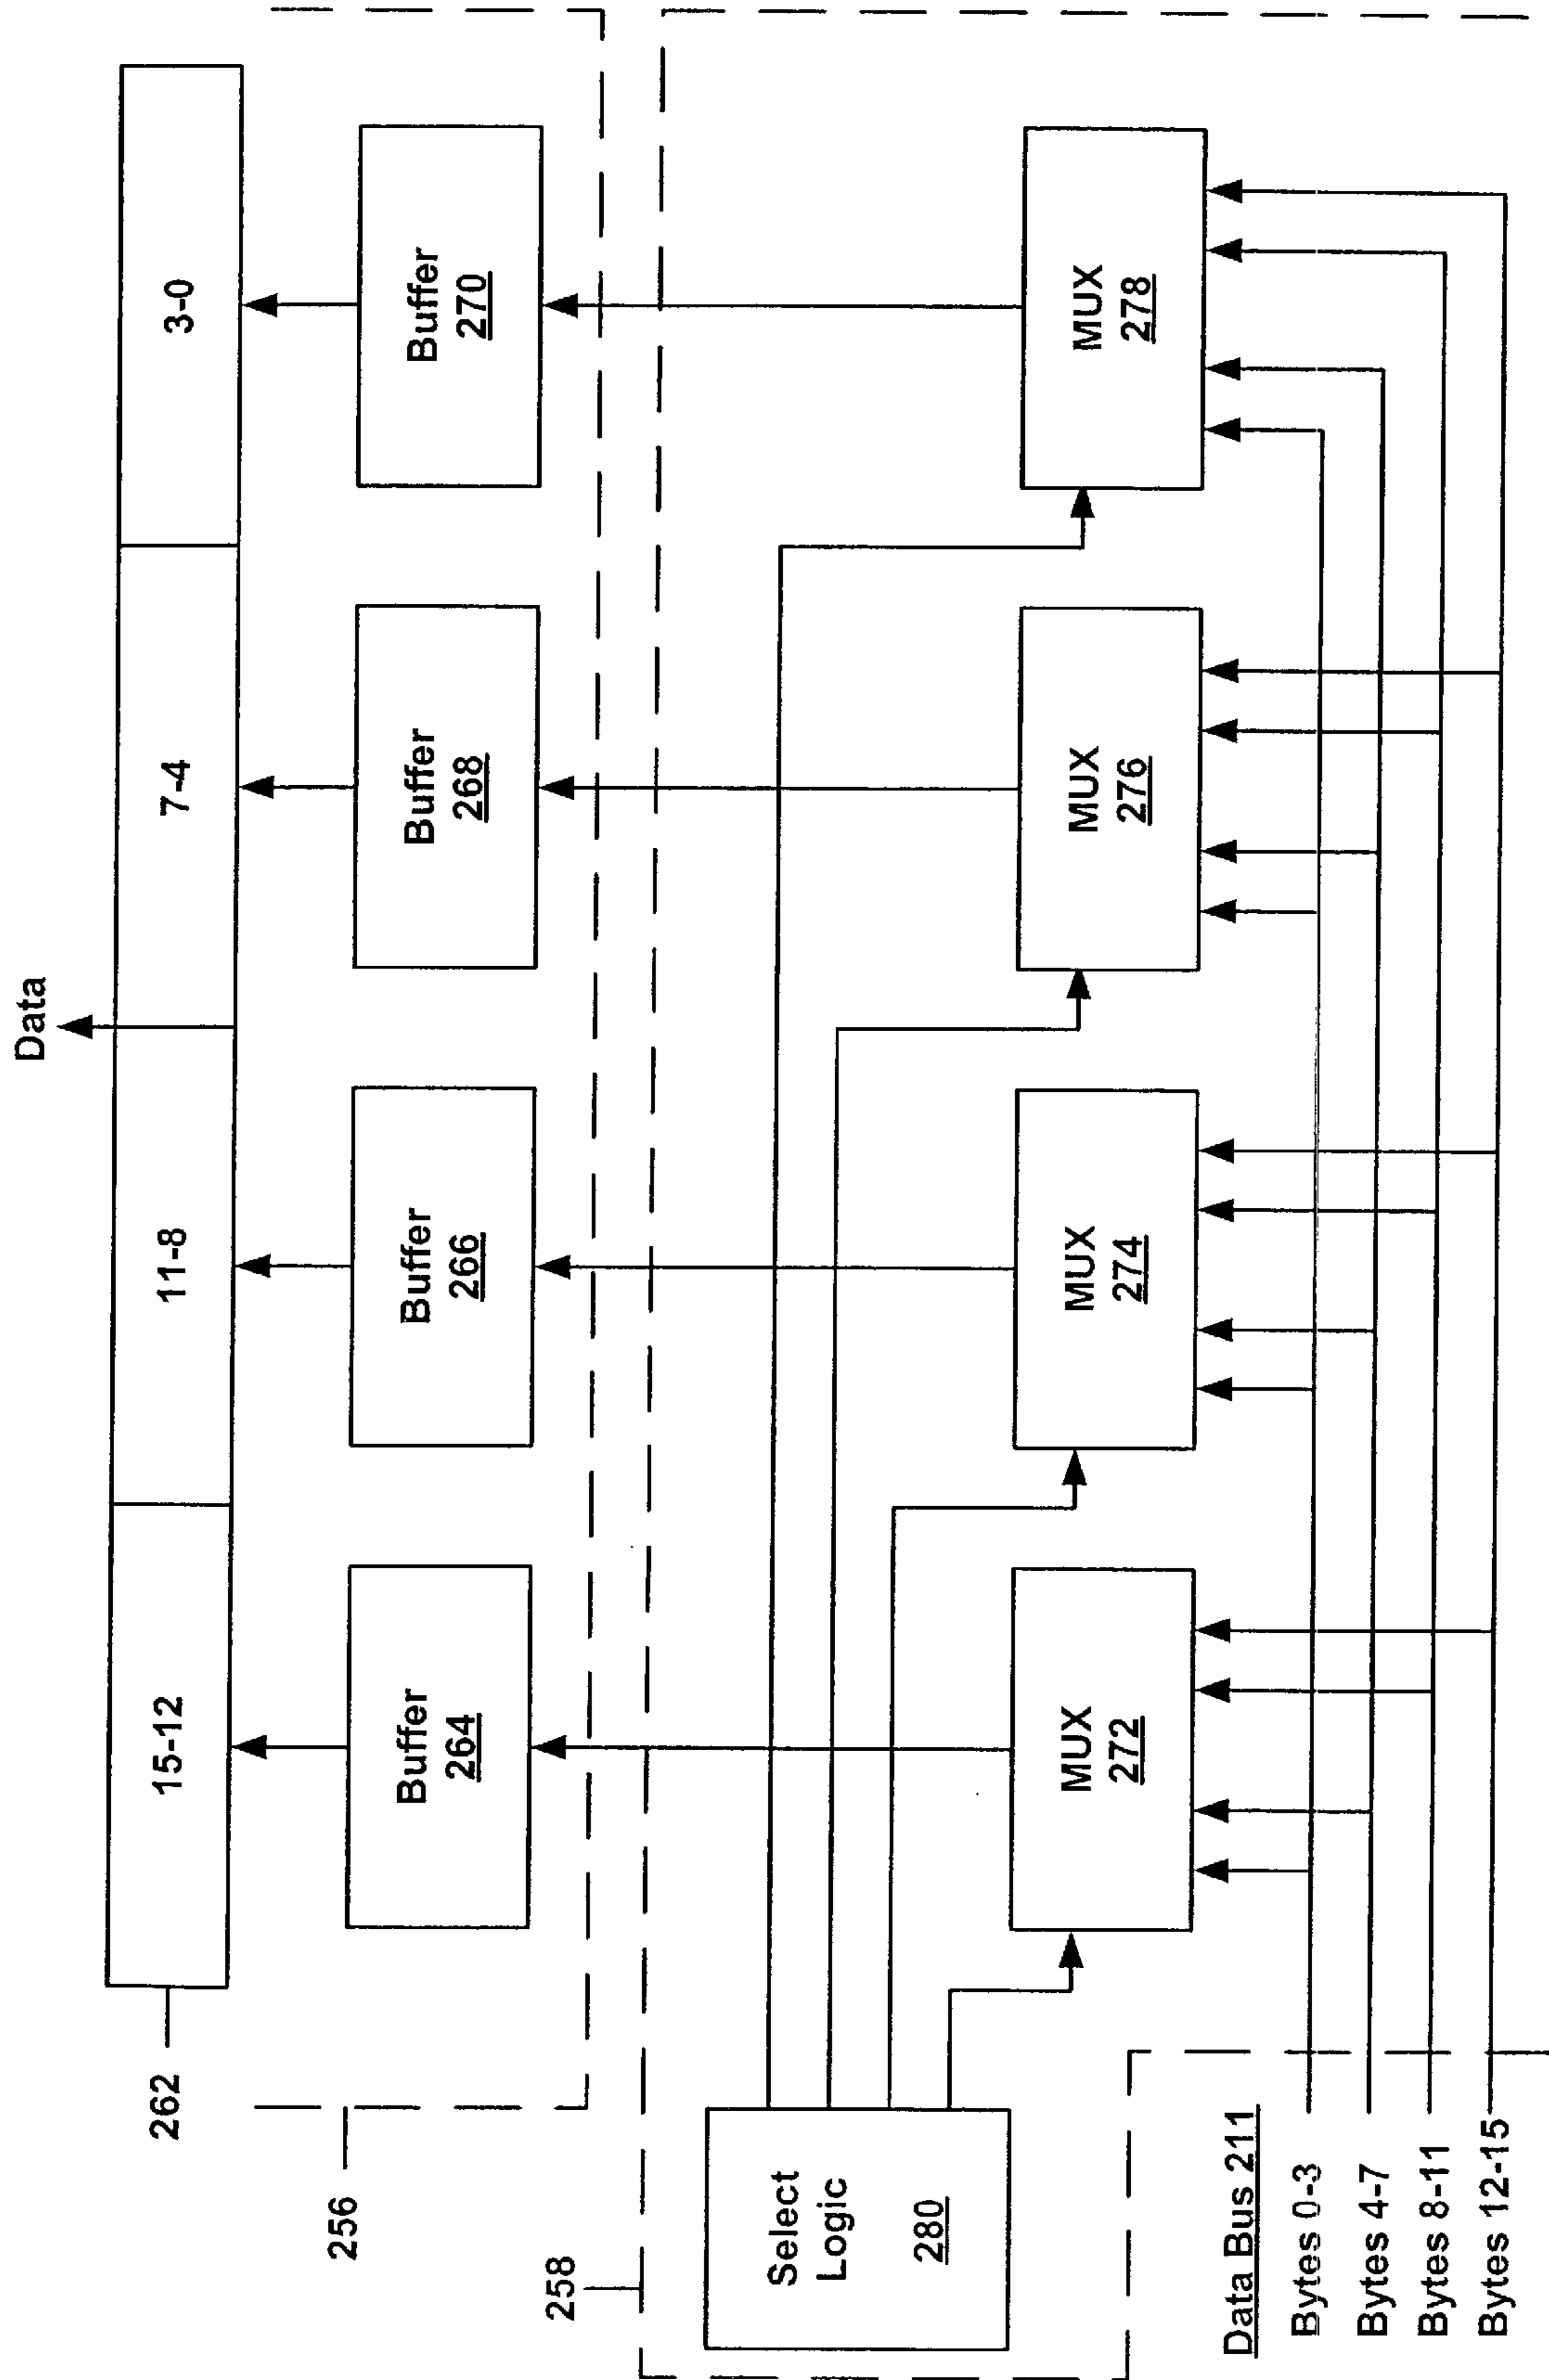 Data
262
15-12
11-8
7-4
3-0
256
Buffer
264
Buffer
266
Buffer
268
Buffer
270
258
Select
Logic
280
MUX
272
MUX
274
MUX
276
MUX
278
Data Bus 211
Bytes 0-3
Bytes 4-7
Bytes 8-11
Bytes 12-15